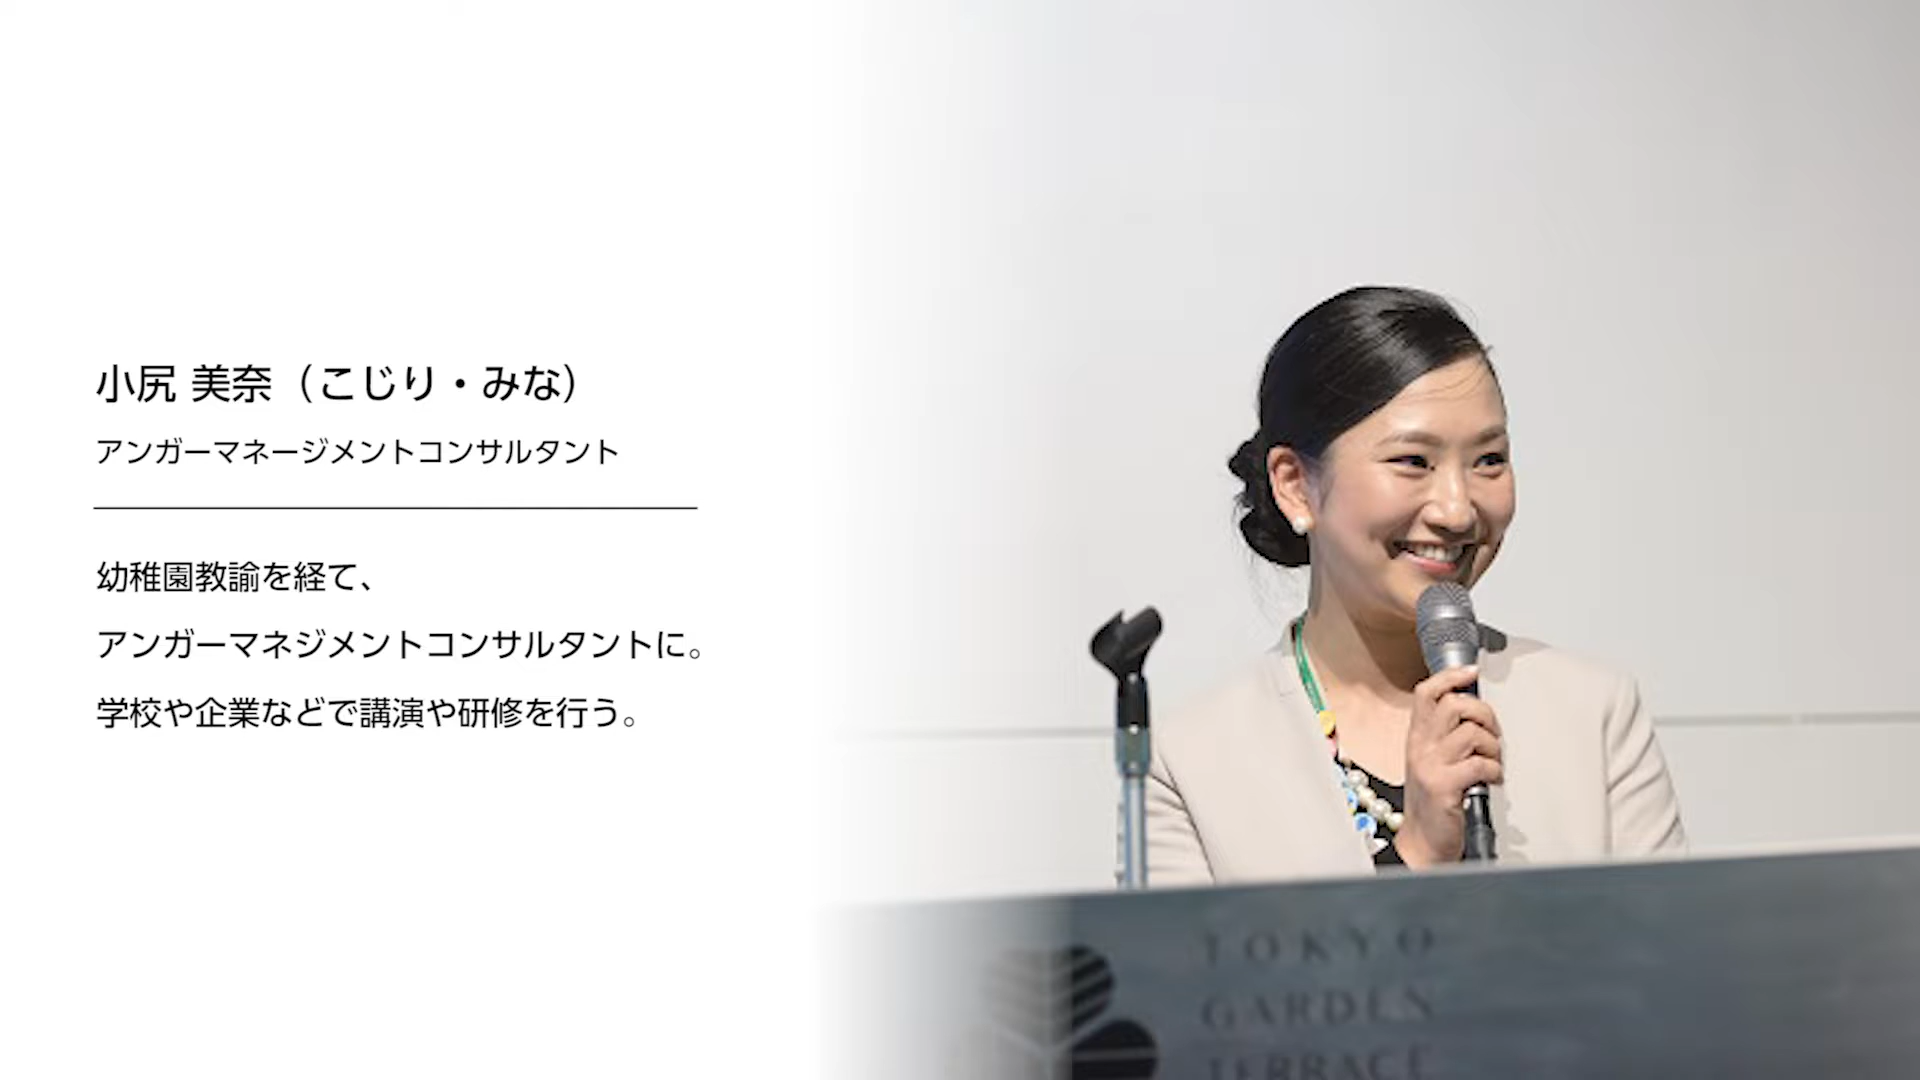 小尻 美奈（こじり・みな）
アンガーマネージメントコンサルタント
幼稚園教諭を経て、
アンガーマネジメントコンサルタントに。
学校や企業などで講演や研修を行う。
TOKYO
GARDEN
TERRACE